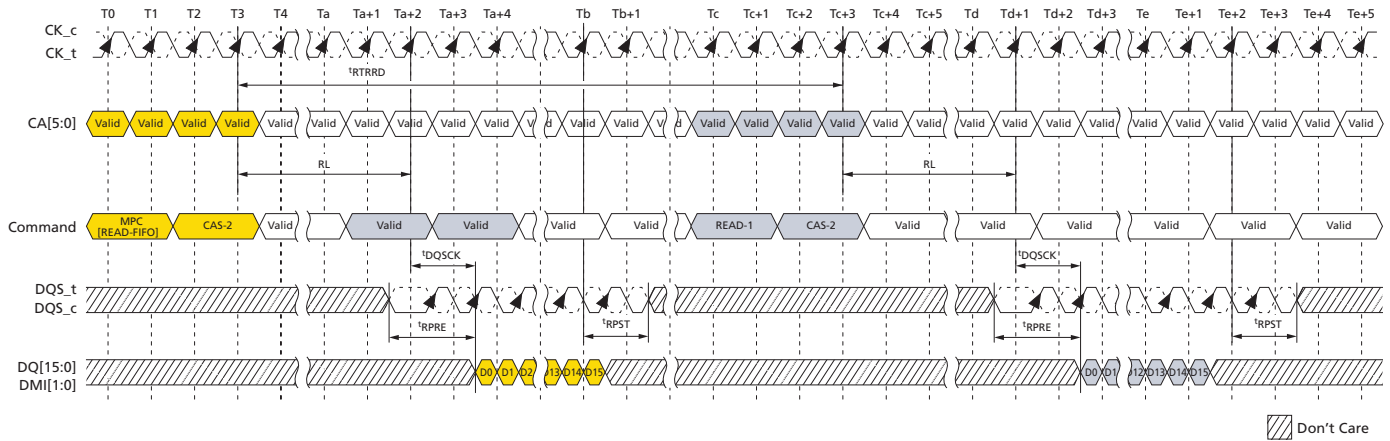 T0 T1 T2 T3 T4 Ta Ta+1 Ta+2 Ta+3 Ta+4 Tb Tb+1 Tc Tc+1 Tc+2 Tc+3 Tc+4 Tc+5 Td Td+1 Td+2 Td+3 Te Te+1 Te+2 Te+3 Te+4 Te+5
CK_c
CK_t
tRTRRD
CA[5:0] Valid Valid Valid Valid Valid Valid Valid Valid Valid Valid Valid Valid Valid Valid Valid Valid Valid Valid Valid Valid Valid Valid Valid Valid Valid Valid Valid
RL RL
Command MPC [READ-FIFO] CAS-2 Valid Valid Valid Valid Valid READ-1 CAS-2 Valid Valid Valid Valid Valid
tDQSCK tDQSCK
DQS_t
DQS_c
tRPRE tRPST tRPRE tRPST
DQ[15:0] D0 D1 D2 D13 D14 D15 D0 D1 D12 D13 D14 D15
DMI[1:0]
Don't Care